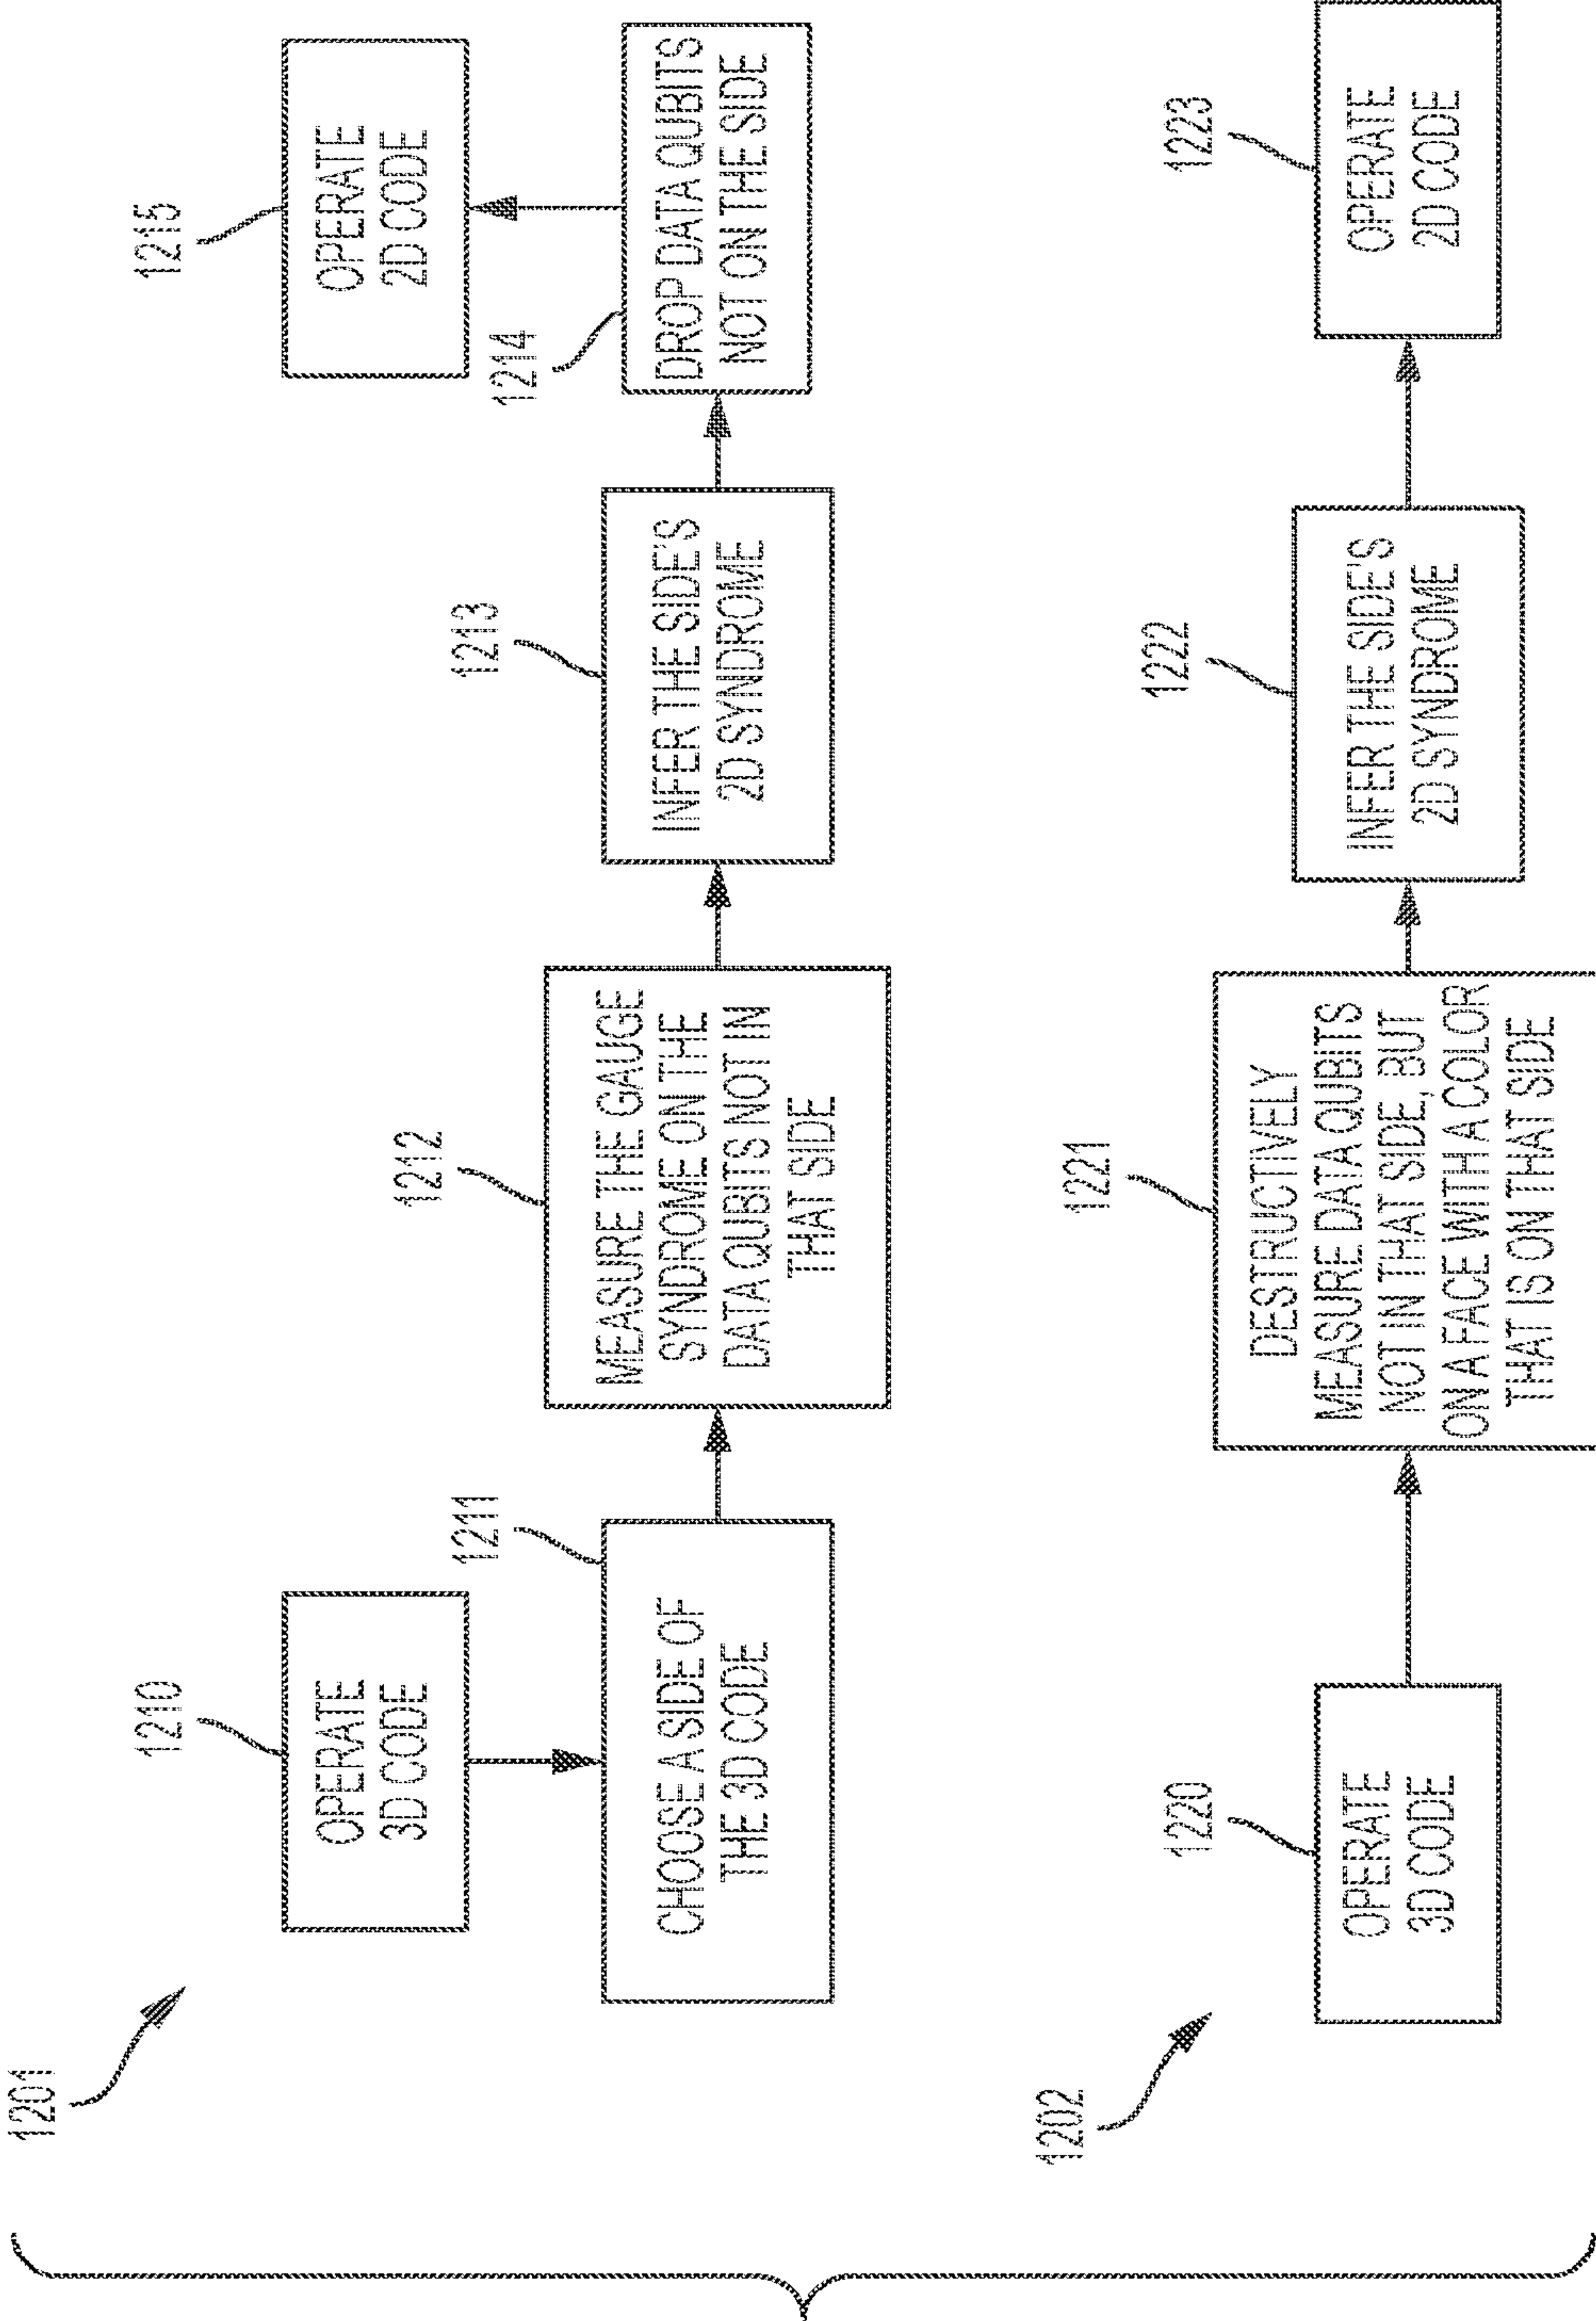 1201
1210
OPERATE
3D CODE
1211
CHOOSE A SIDE OF
THE 3D CODE
1212
MEASURE THE GAUGE
SYNDROME ON THE
DATA QUBITS NOT IN
THAT SIDE
1213
INFER THE SIDE'S
2D SYNDROME
1214
DROP DATA QUBITS
NOT ON THE SIDE
1215
OPERATE
2D CODE
1202
1220
OPERATE
3D CODE
1221
DESTRUCTIVELY
MEASURE DATA QUBITS
NOT IN THAT SIDE, BUT
ON A FACE WITH A COLOR
THAT IS ON THAT SIDE
1222
INFER THE SIDE'S
2D SYNDROME
1223
OPERATE
2D CODE